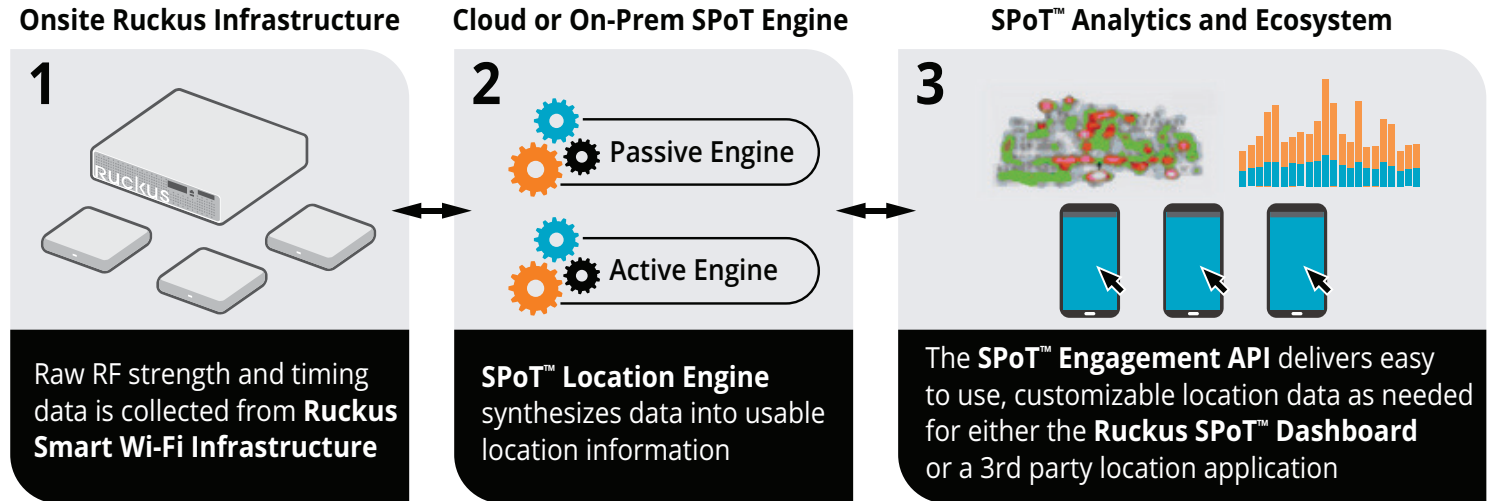 Onsite Ruckus Infrastructure
1
Ruckus
Raw RF strength and timing
data is collected from Ruckus
Smart Wi-Fi Infrastructure
Cloud or On-Prem SPoT Engine
2
Passive Engine
Active Engine
SPoT™ Location Engine
synthesizes data into usable
location information
SPoT™ Analytics and Ecosystem
3
The SPoT™ Engagement API delivers easy
to use, customizable location data as needed
for either the Ruckus SPoT™ Dashboard
or a 3rd party location application